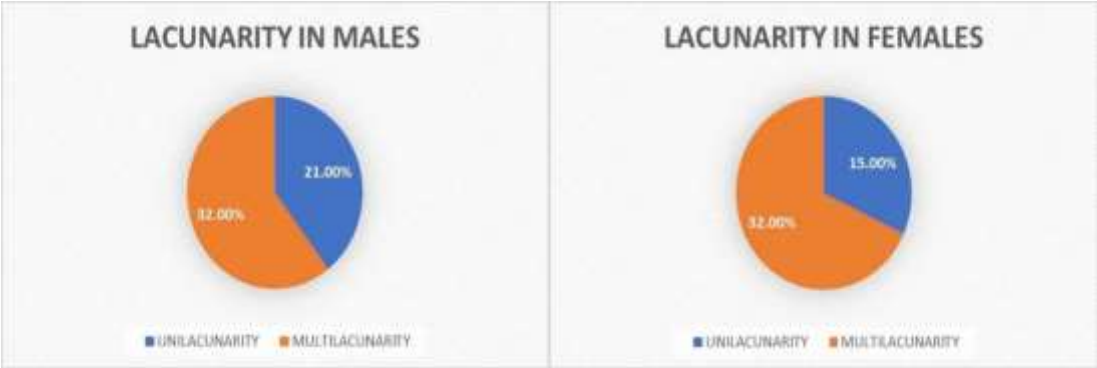 LACUNARITY IN MALES
21.00%
32.00%
UNILACUNARITY MULTILACUNARITY
LACUNARITY IN FEMALES
15.00%
32.00%
UNILACUNARITY MULTILACUNARITY